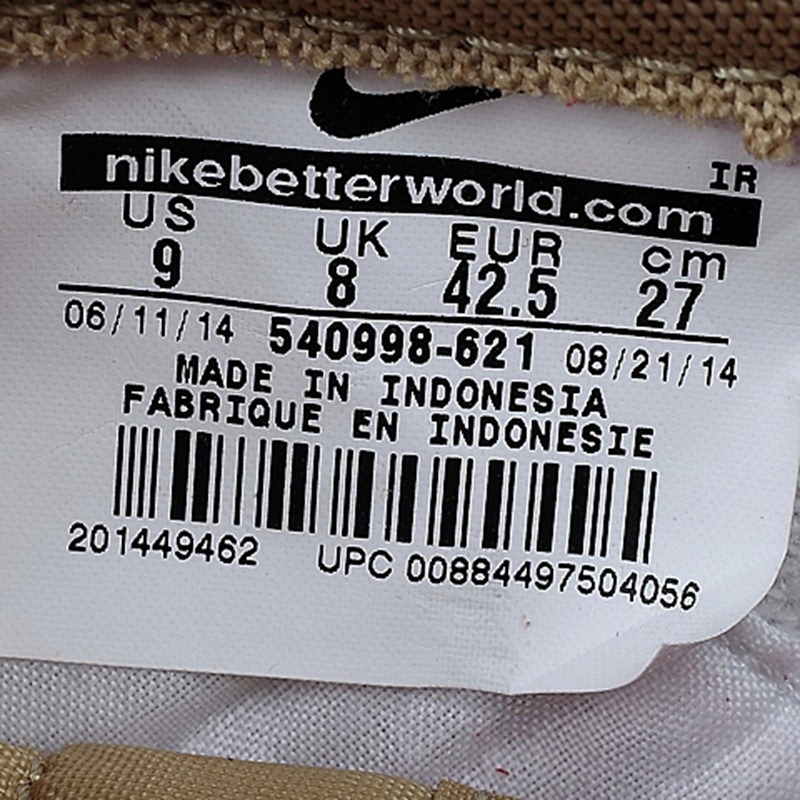 IR
nikebetterworld.com
US UK EUR cm
9 8 42.5 27
06/11/14 540998-621 08/21/14
MADE IN INDONESIA
FABRIQUE EN INDONESIE
201449462 UPC 00884497504056